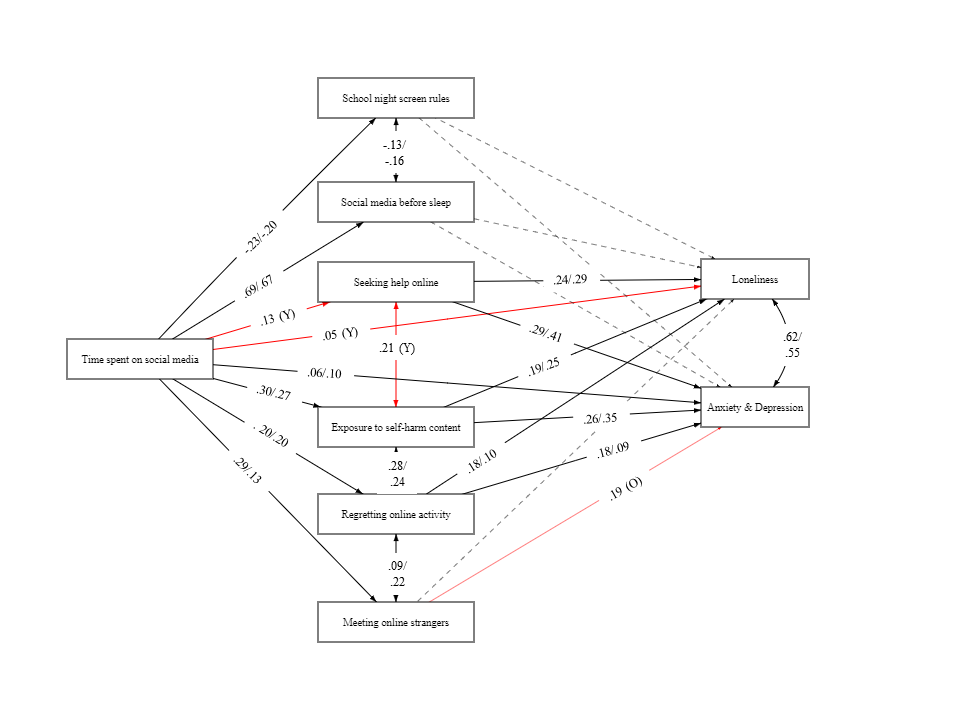 School night screen rules
-.13/
-.16
Social media before sleep
-.23/-.20
.69/.67
Seeking help online
.24/.29
Loneliness
.13 (Y)
.05 (Y)
.29/.41
.21 (Y)
.62/
.55
Time spent on social media
.06/.10
.19/.25
.30/.27
Anxiety & Depression
Exposure to self-harm content
.26/.35
. 20/.20
.28/
.24
.18/.10
.18/.09
.29/.13
.19 (O)
Regretting online activity
.09/
.22
Meeting online strangers